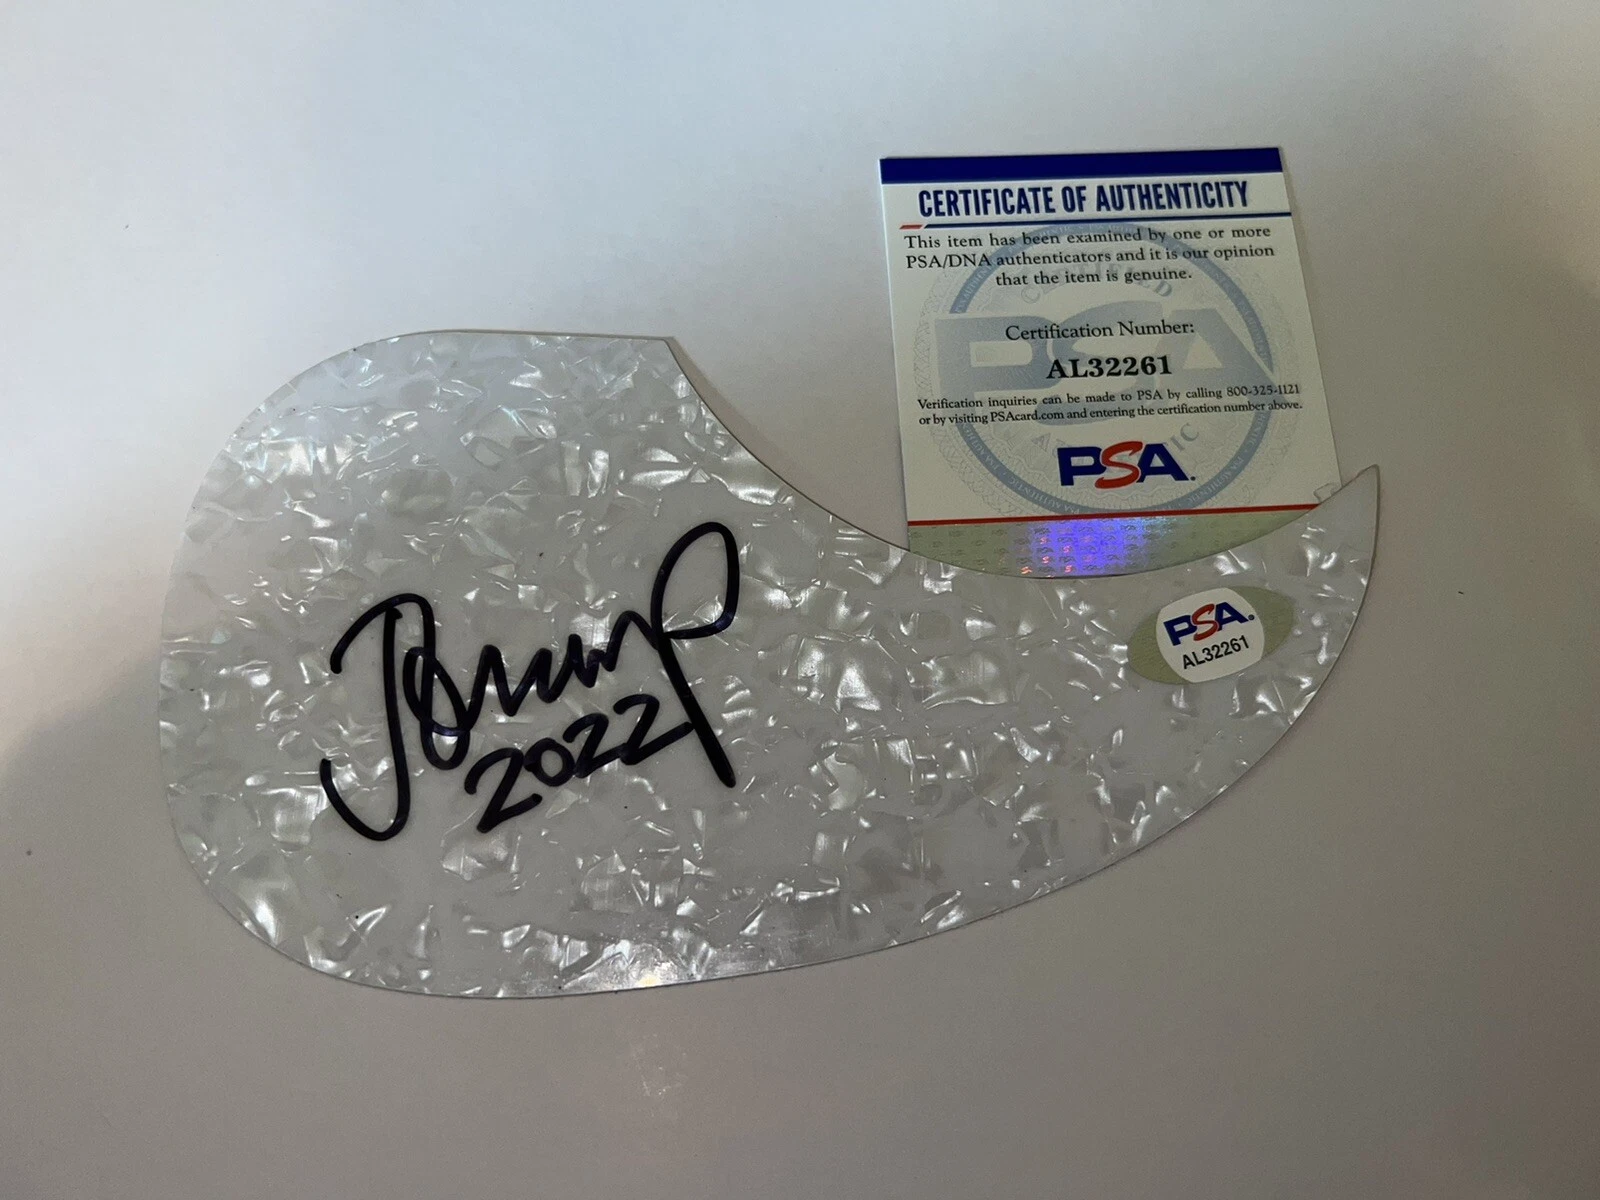 CERTIFICATE OF AUTHENTICITY
This item has been examined by one or more
PSA/DNA authenticators and it is our opinion
that the item is genuine.
CERTIFIED
Certification Number:
AL32261
Verification inquiries can be made to PSA by calling 800-325-1121
or by visiting PSAcard.com and entering the certification number above.
PSA
PSA
AL32261
2022